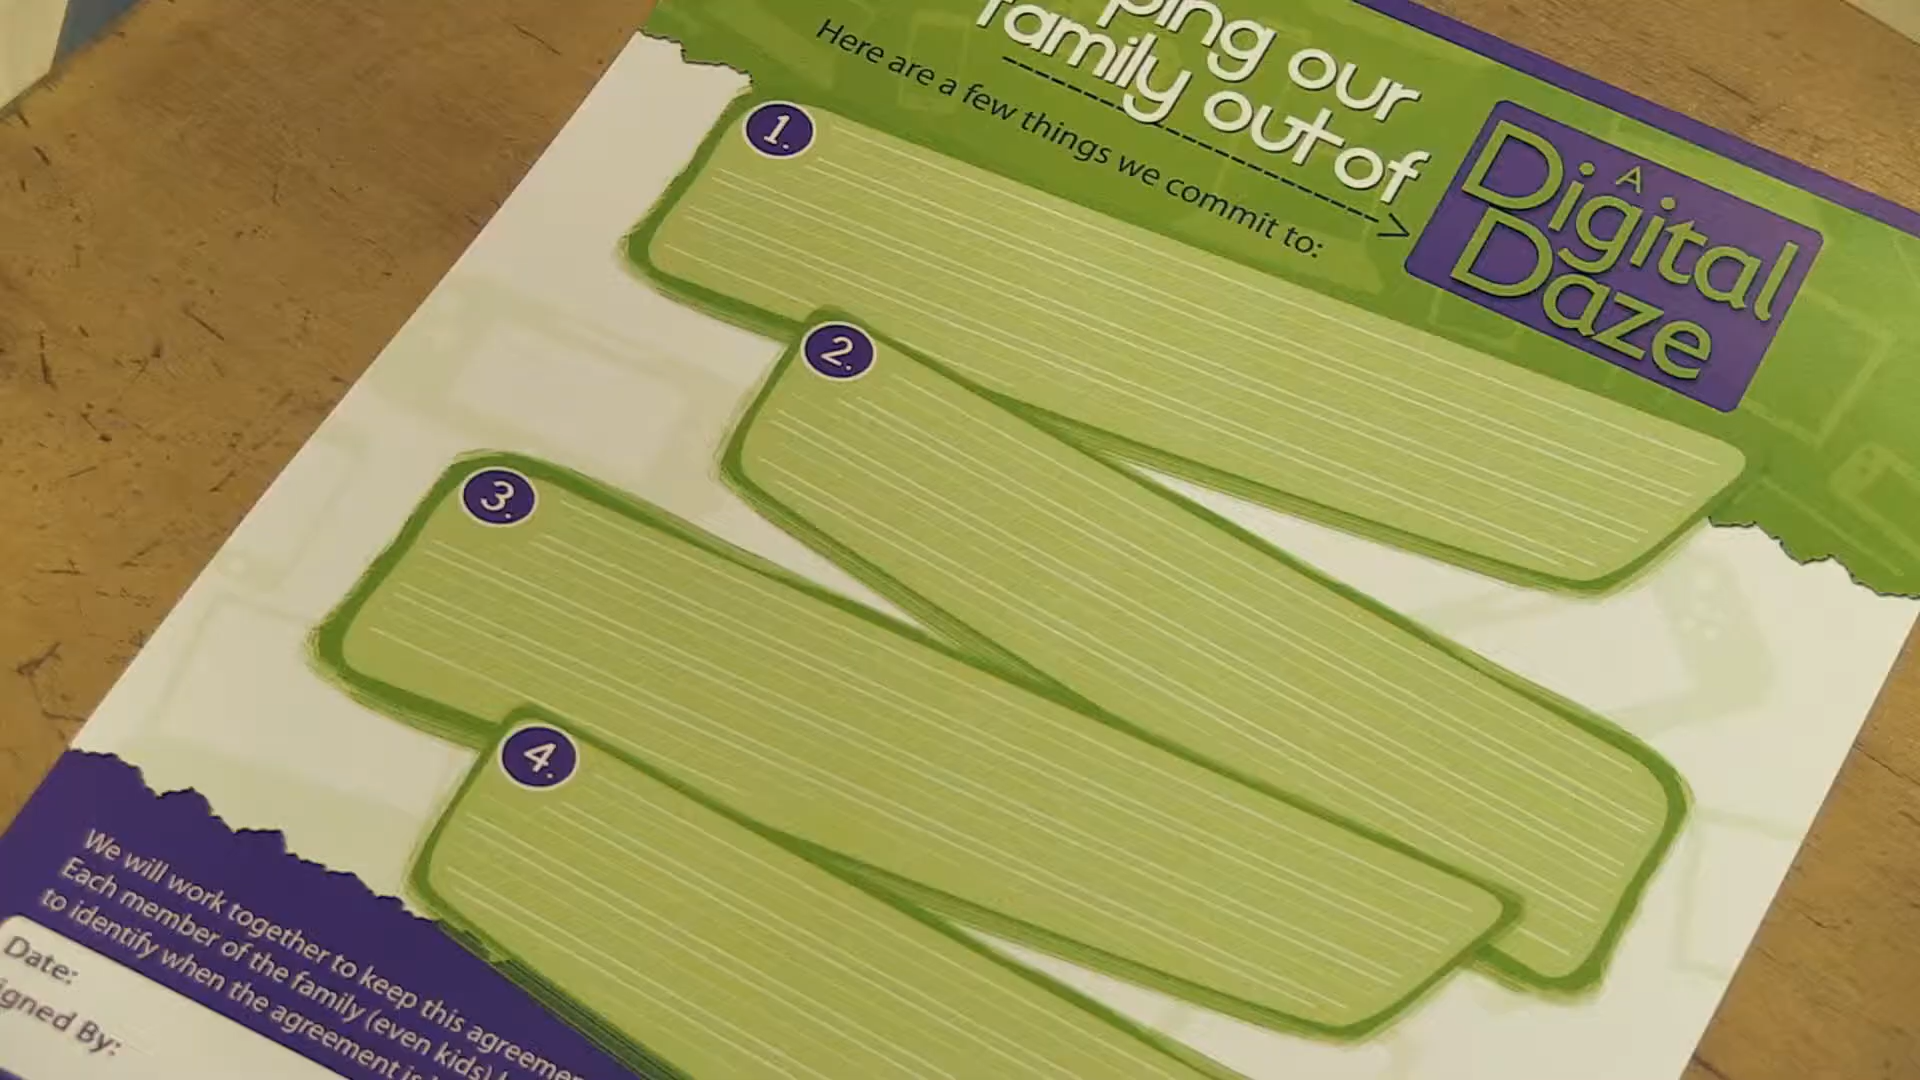 ping our
family out of
A
Digital
Daze
Here are a few things we commit to:
1.
2.
3.
4.
We will work together to keep this agreeme
Each member of the family (even kids)
to identify when the agreement is
Date:
igned By: